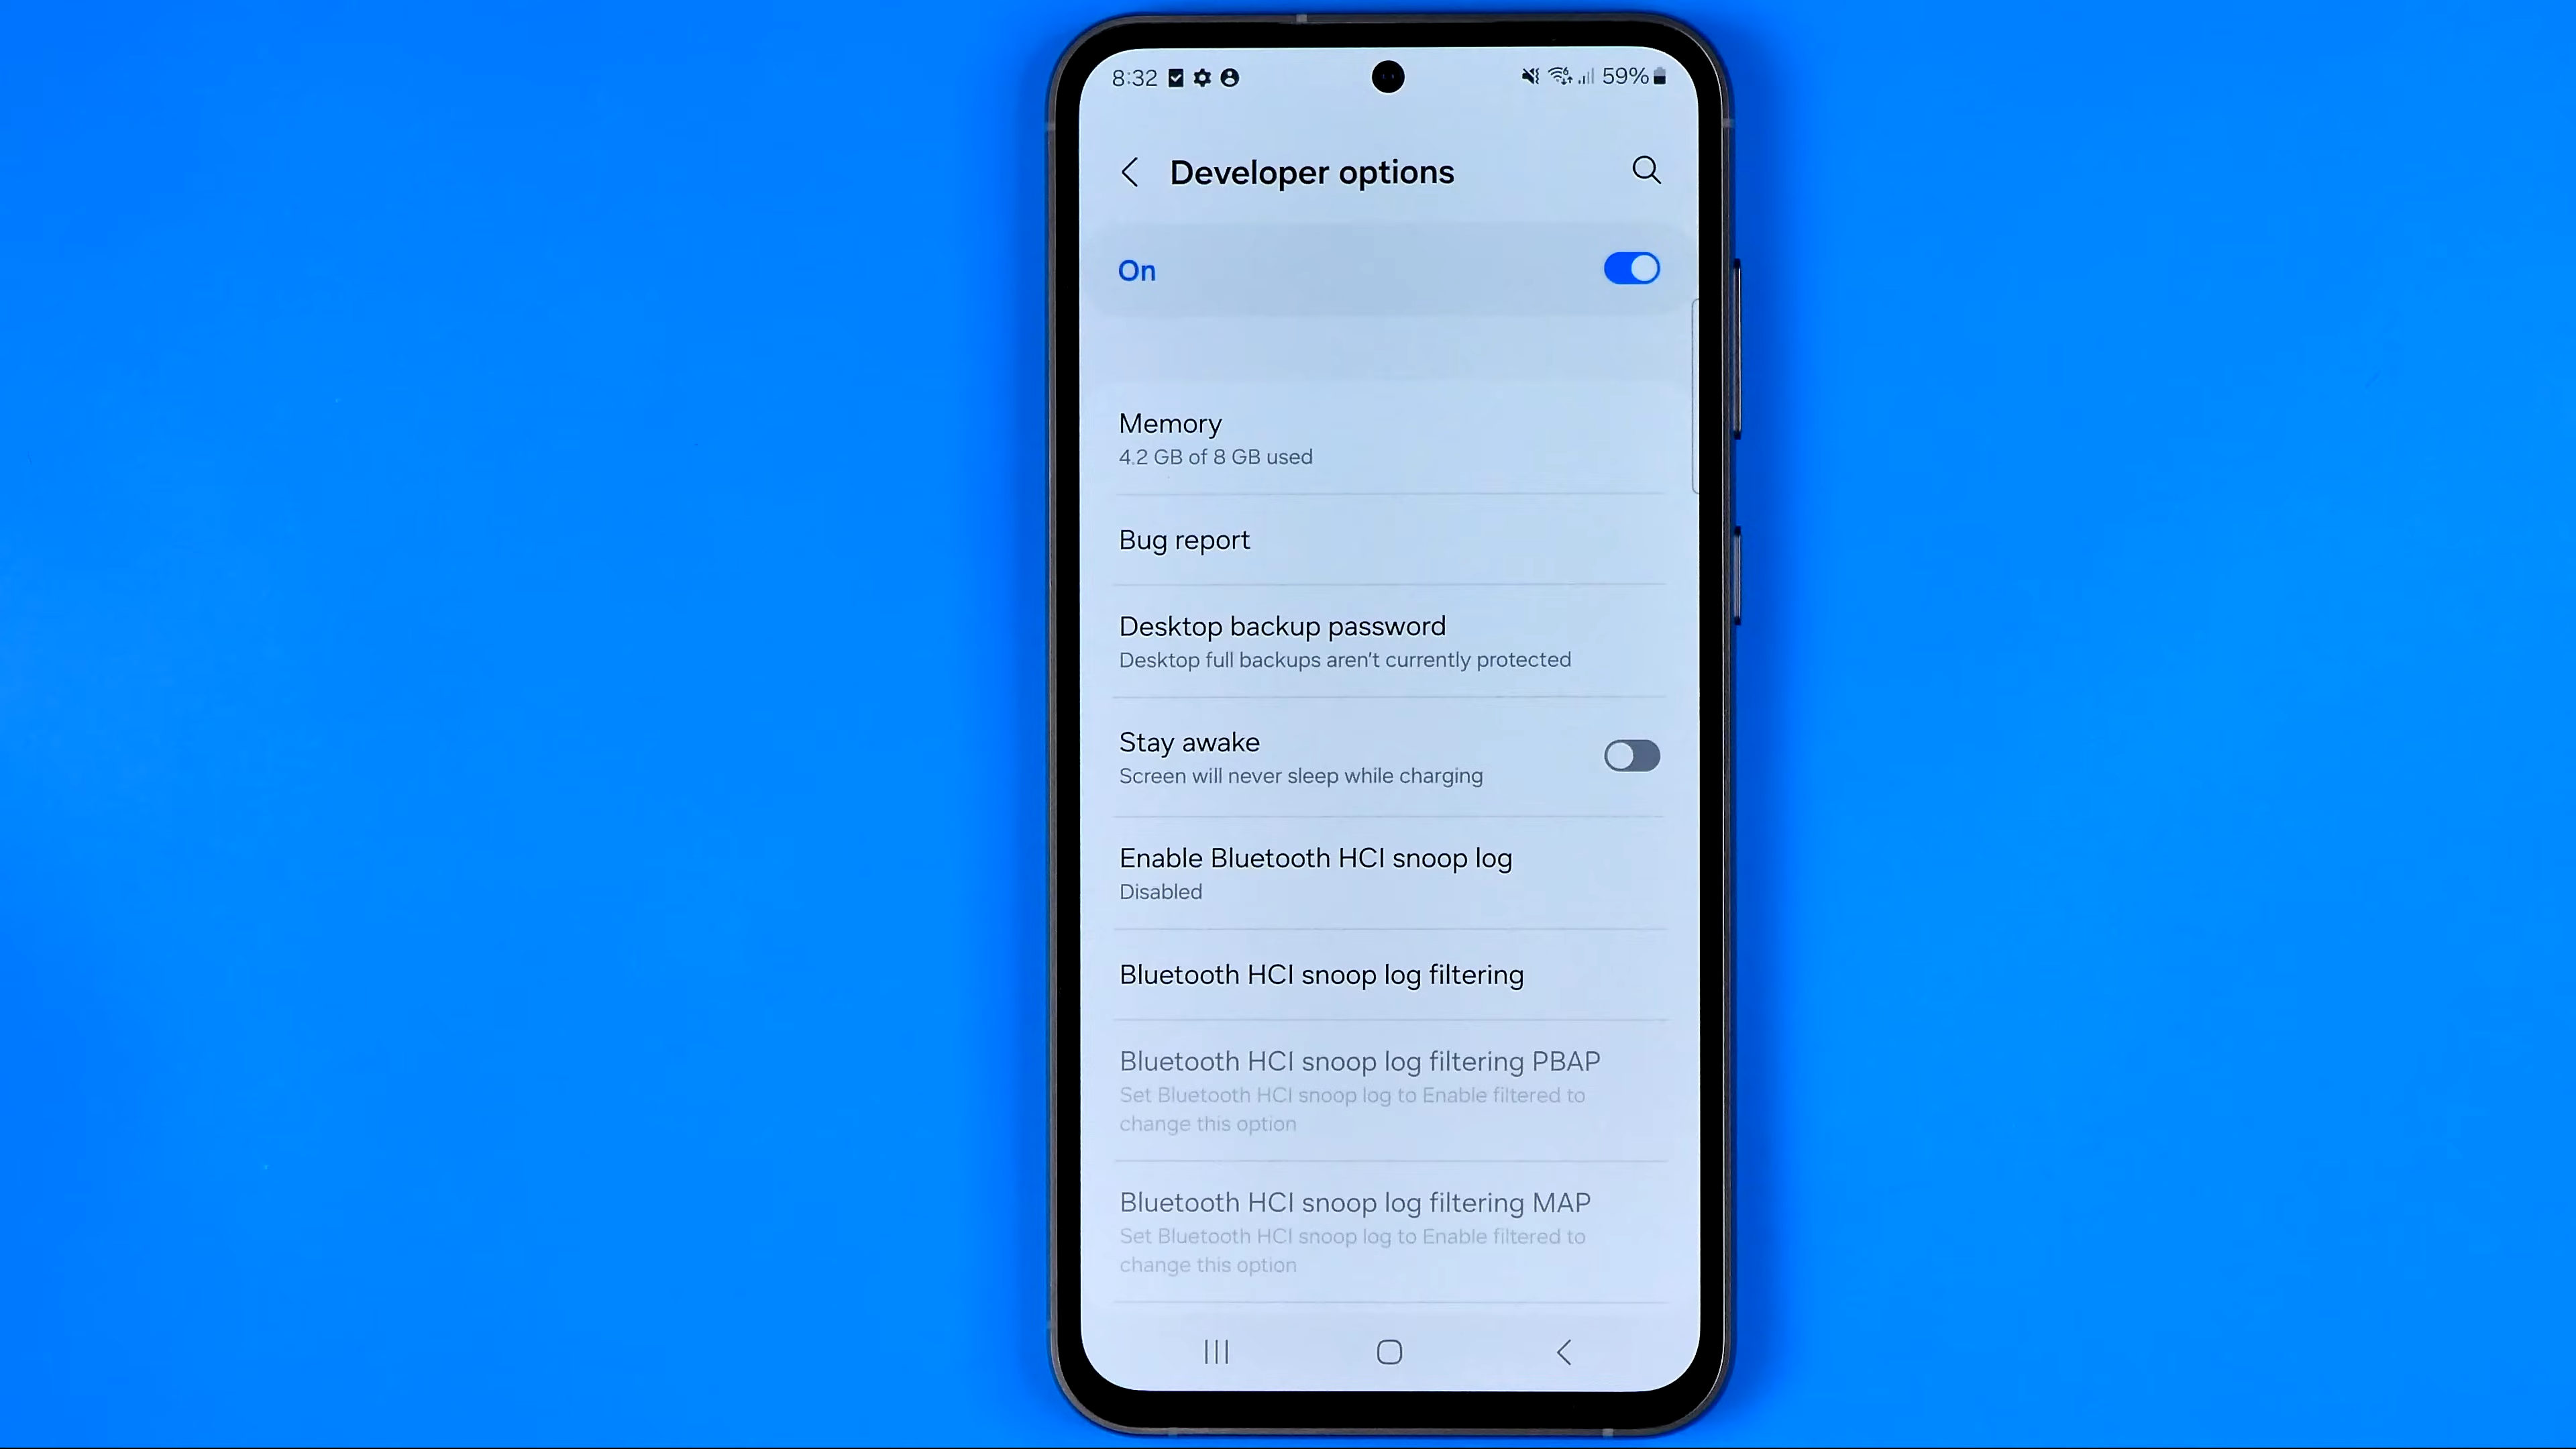 8:32 59%
Developer options
On
Memory
4.2 GB of 8 GB used
Bug report
Desktop backup password
Desktop full backups aren't currently protected
Stay awake
Screen will never sleep while charging
Enable Bluetooth HCI snoop log
Disabled
Bluetooth HCI snoop log filtering
Bluetooth HCI snoop log filtering PBAP
Set Bluetooth HCI snoop log to Enable filtered to
change this option
Bluetooth HCI snoop log filtering MAP
Set Bluetooth HCI snoop log to Enable filtered to
change this option